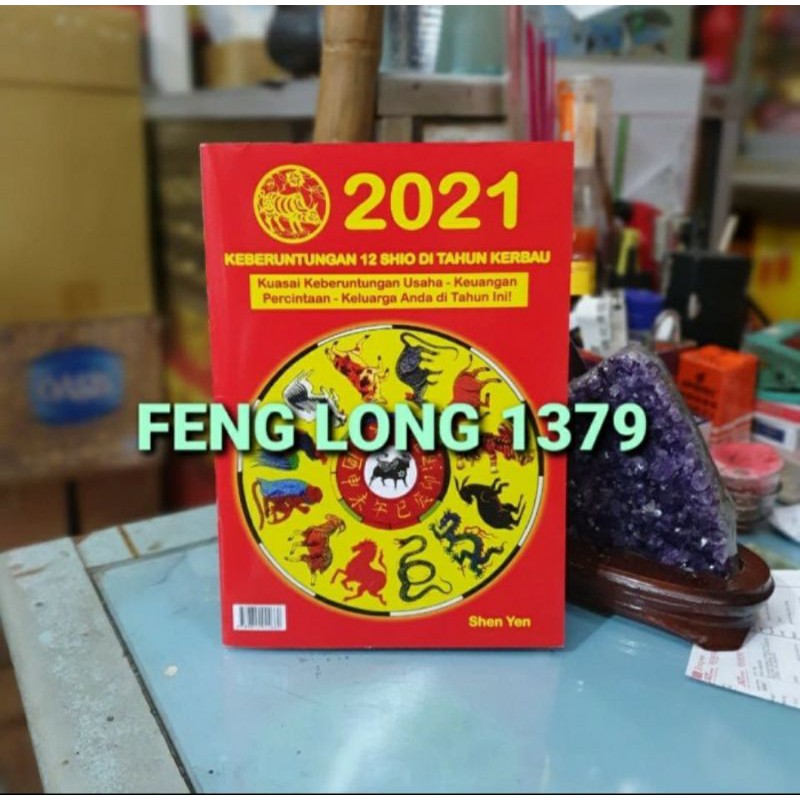 2021
KEBERUNTUNGAN 12 SHIO DI TAHUN KERBAU
Kuasai Keberuntungan Usaha - Keuangan
Percintaan - Keluarga Anda di Tahun Ini!
FENG LONG 1379
Shen Yen
OASIS